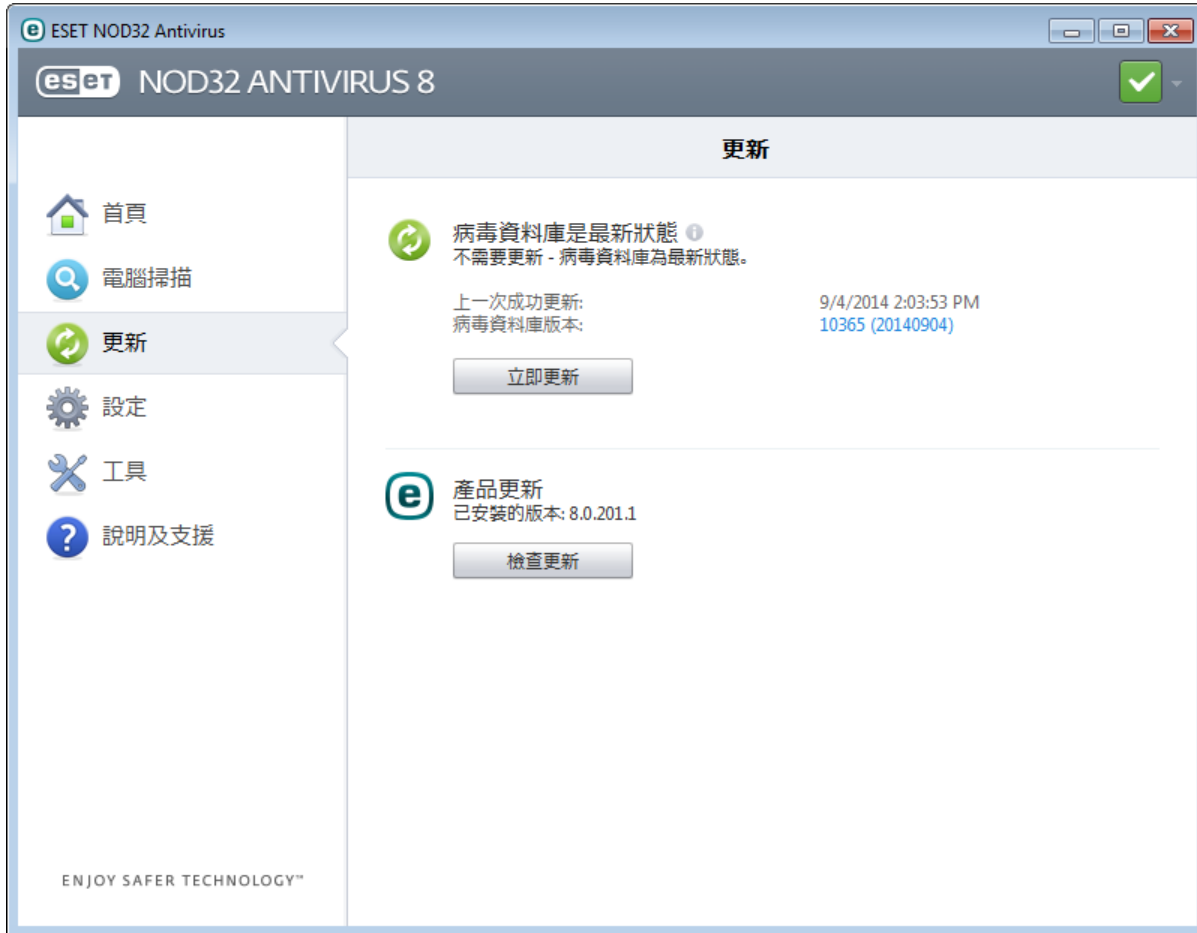 ESET NOD32 Antivirus
eset NOD32 ANTIVIRUS 8
更新
首頁
電腦掃描
更新
設定
工具
說明及支援
病毒資料庫是最新狀態
不需要更新 - 病毒資料庫為最新狀態。
上一次成功更新: 9/4/2014 2:03:53 PM
病毒資料庫版本: 10365 (20140904)
立即更新
e 產品更新
已安裝的版本: 8.0.201.1
檢查更新
ENJOY SAFER TECHNOLOGY™